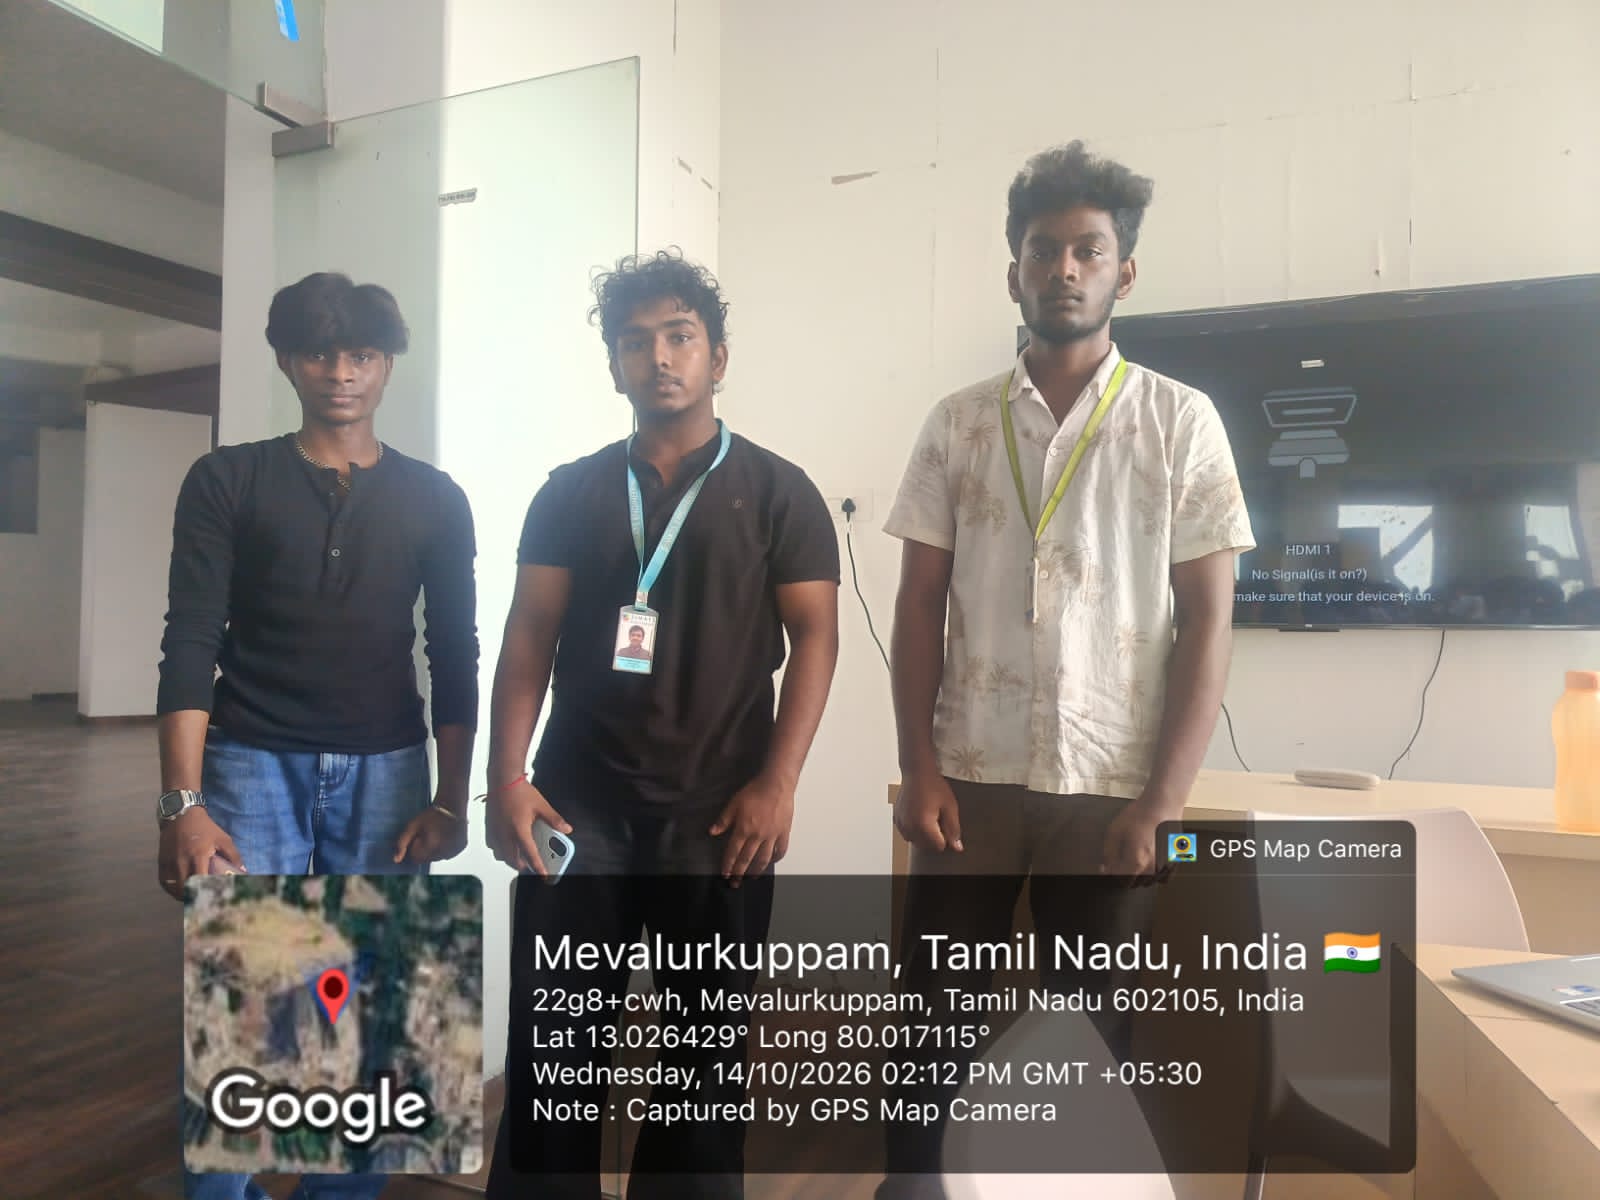 HDMI 1
No Signal(is it on?)
make sure that your device is on.
GPS Map Camera
Mevalurkuppam, Tamil Nadu, India
22g8+cwh, Mevalurkuppam, Tamil Nadu 602105, India
Lat 13.026429° Long 80.017115°
Wednesday, 14/10/2026 02:12 PM GMT +05:30
Note : Captured by GPS Map Camera
Google